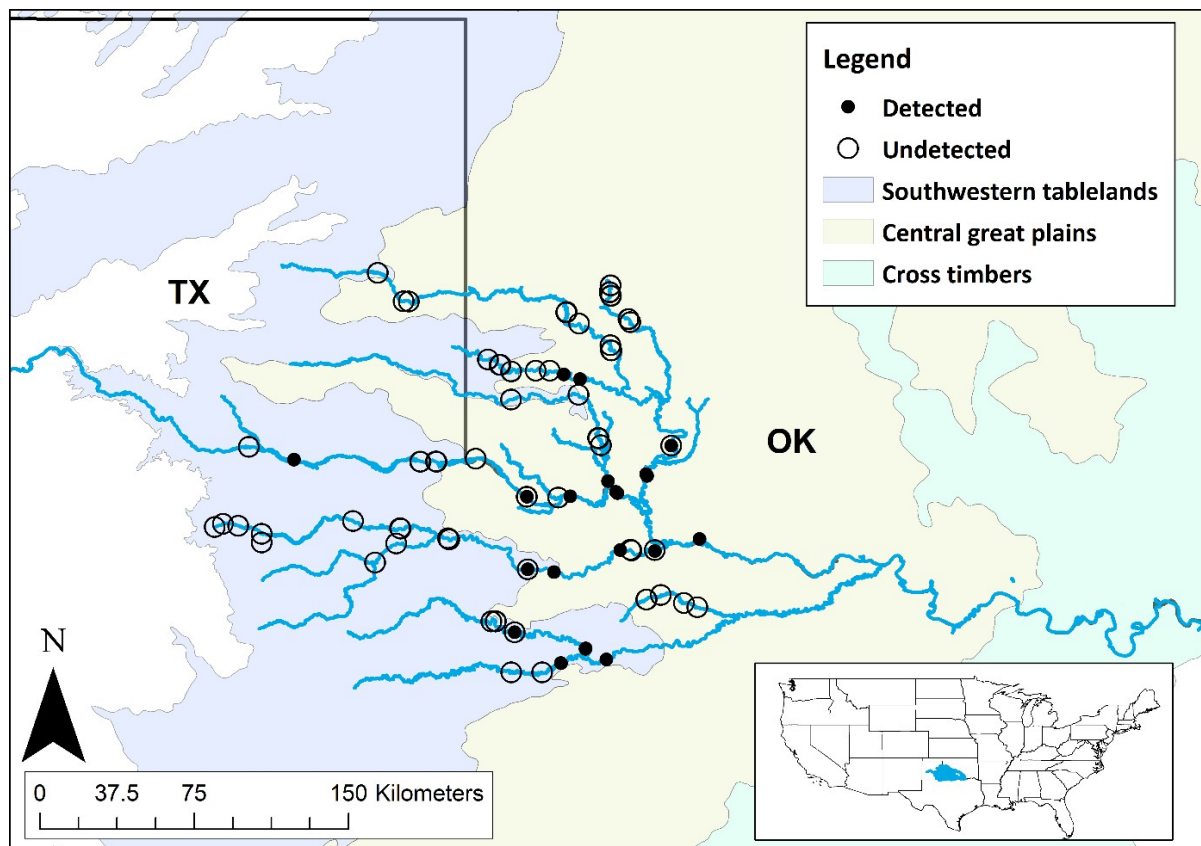 Legend
Detected
Undetected
Southwestern tablelands
Central great plains
Cross timbers
TX
OK
N
0 37.5 75 150 Kilometers